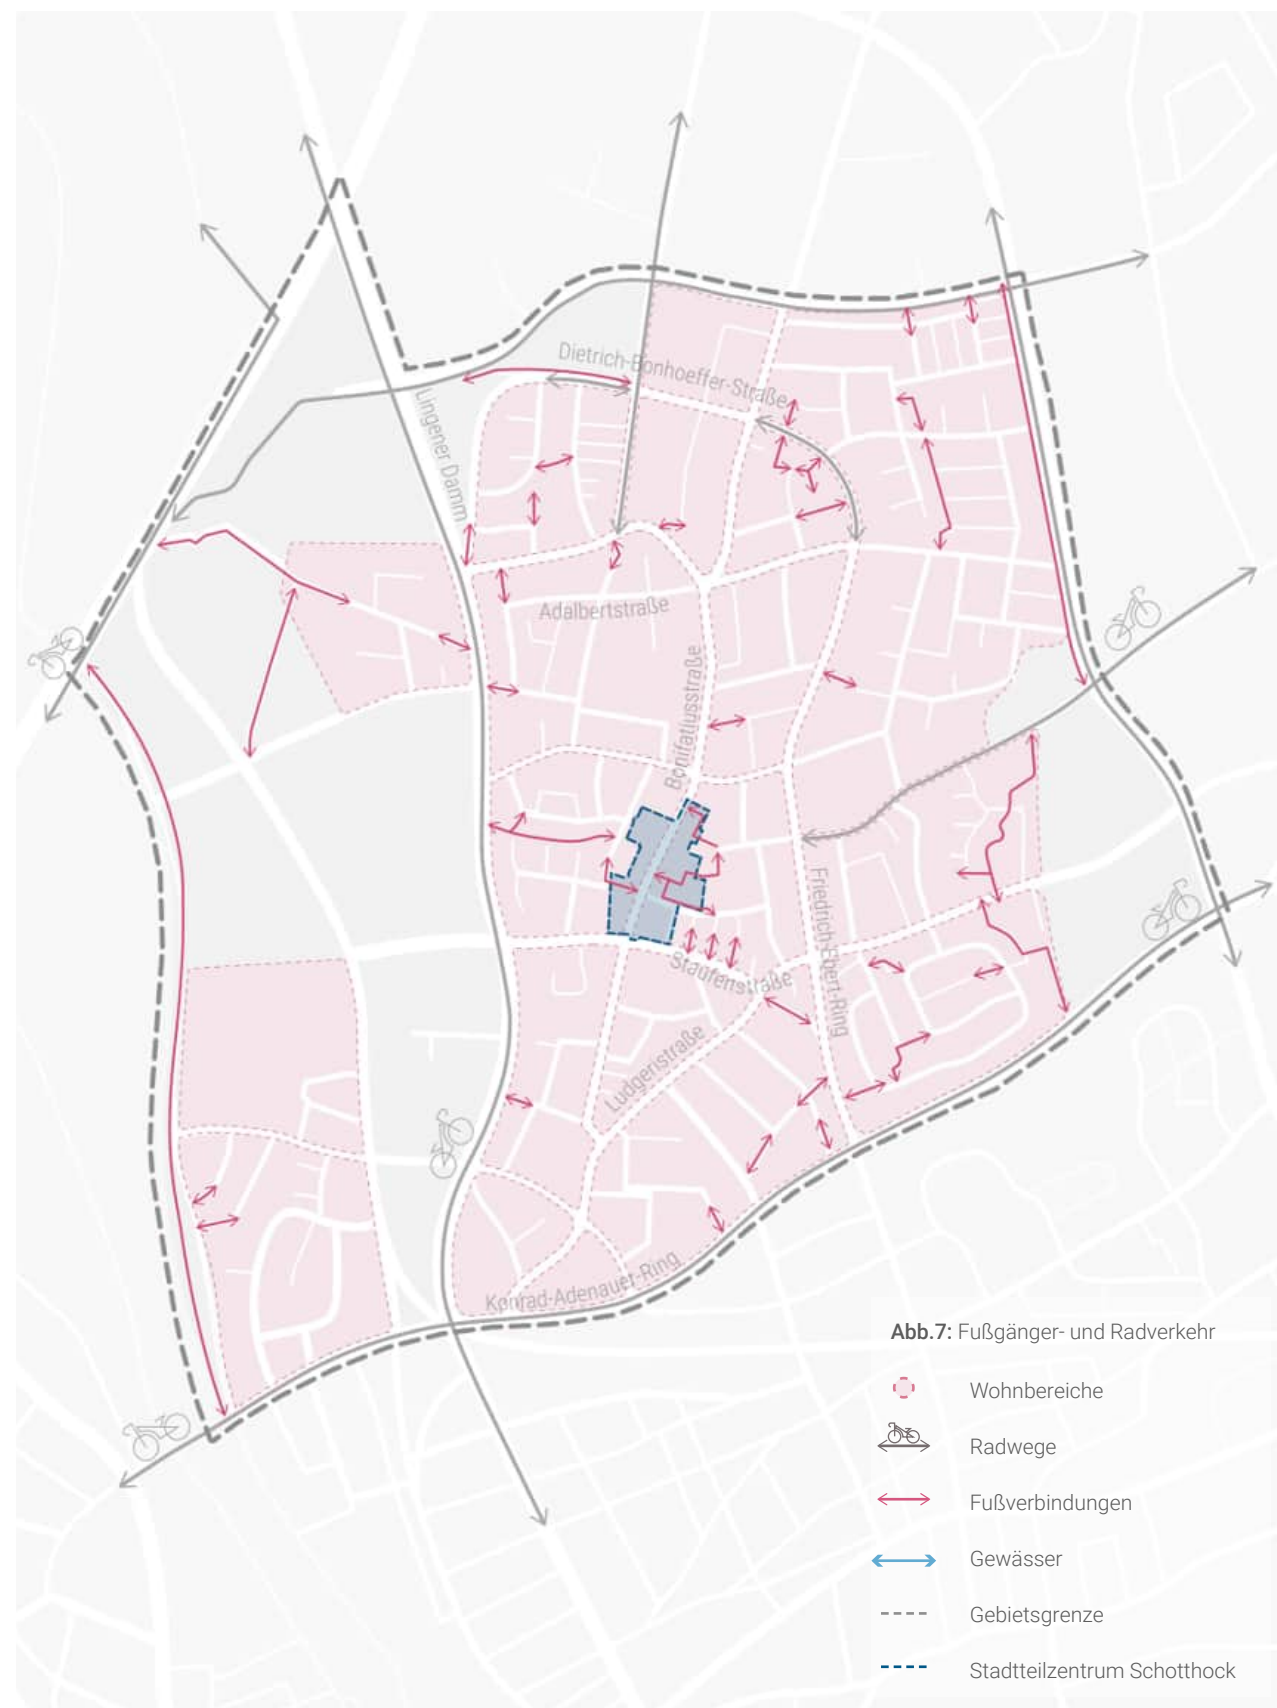 Dietrich-Bonhoeffer-Straße
Lingener Damm
Adalbertstraße
Bonifatiusstraße
Friedrich-Ebert-Ring
Staufenstraße
Ludgeristraße
Konrad-Adenauer-Ring
Abb.7: Fußgänger- und Radverkehr
Wohnbereiche
Radwege
Fußverbindungen
Gewässer
Gebietsgrenze
Stadtteilzentrum Schotthock